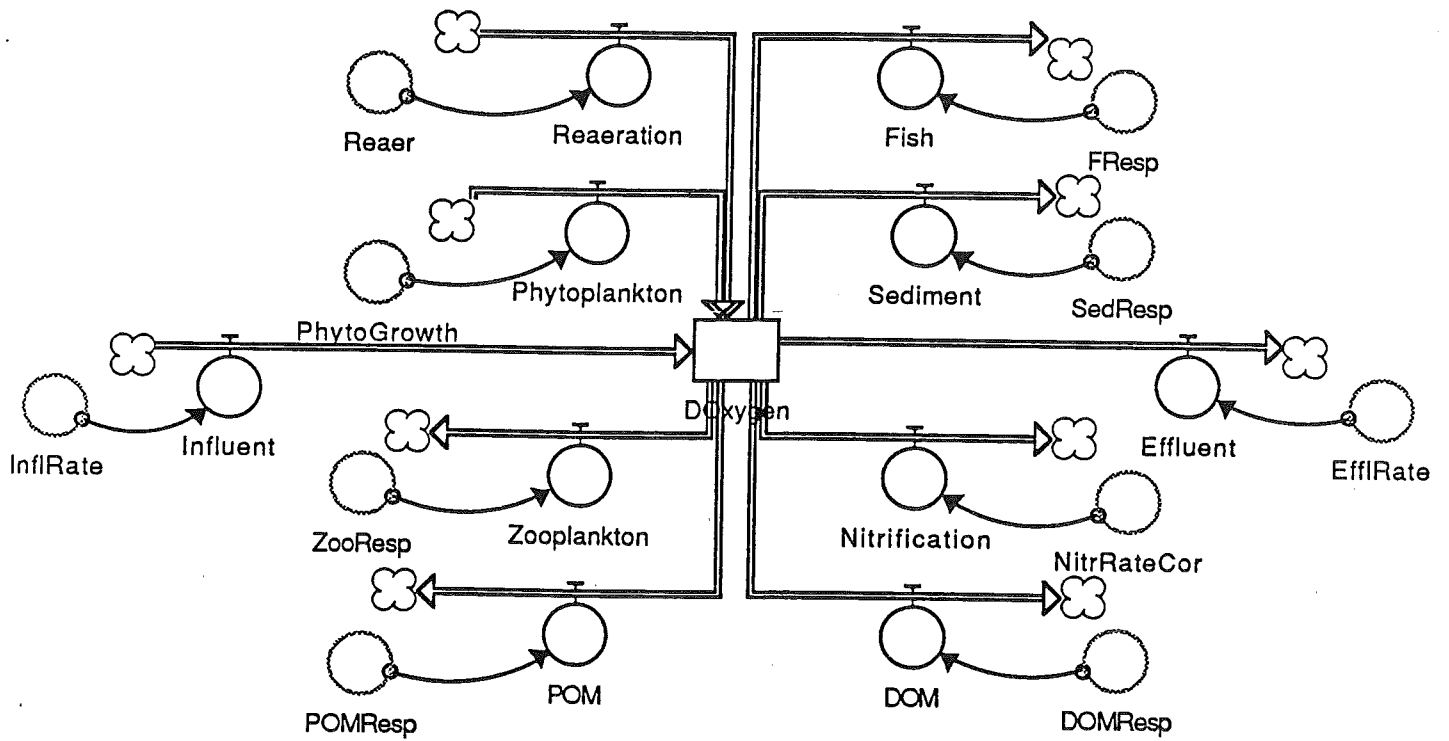 Reaer
Reaeration
Fish
FResp
PhytoGrowth
Phytoplankton
Sediment
SedResp
InflRate
Influent
DOxygen
Effluent
EfflRate
ZooResp
Zooplankton
Nitrification
NitrRateCor
POMResp
POM
DOM
DOMResp